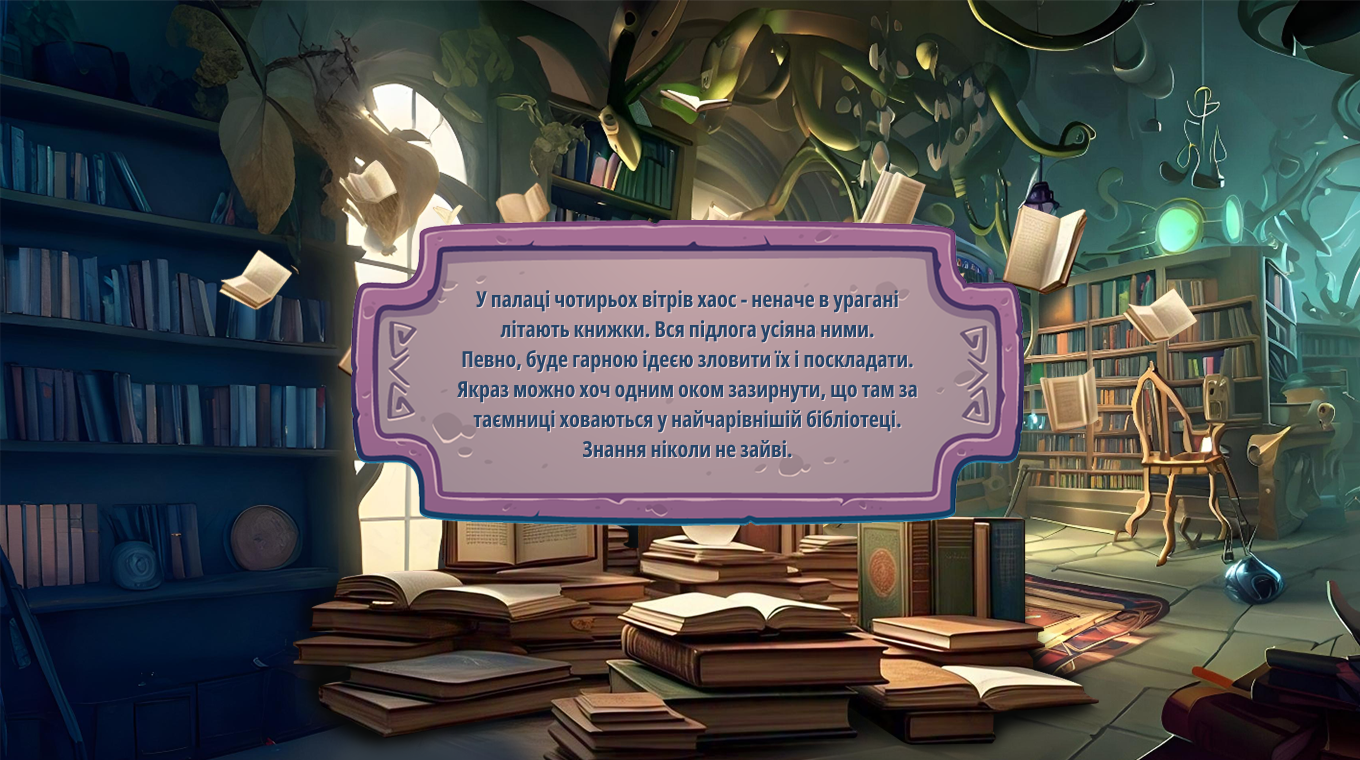 У палаці чотирьох вітрів хаос - неначе в урагані
літають книжки. Вся підлога усіяна ними.
Певно, буде гарною ідеєю зловити їх і поскладати.
Якраз можно хоч одним оком зазирнути, що там за
таємниці ховаються у найчарівнішій бібліотеці.
Знання ніколи не зайві.